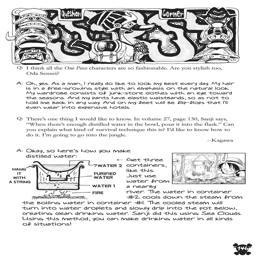 Q: I think all the One Piece characters are so fashionable. Are you stylish too,
Oda Sensei?
A: Oh, yes. As a man, I really do like to look my best every day. My hair
is in a free-growing style with an emphasis on the natural look.
My wardrobe consists of junk-store clothes with an eye toward
the seasons. And my pants have elastic waistbands, so as not to
hold me back in any way. And on my feet will be flip-flops that I'll
even wear into expensive hotels.
Q: There's one thing I would like to know. In volume 27, page 130, Sanji says,
"When there's enough distilled water in the bowl, pour it into the flask." Can
you explain what kind of survival technique this is? I'd like to know how to
do it. I'm going to go into the jungle.
--Kagawa
A: Okay, so here's how you make
distilled water:
HANG
IT
WITH
A STRING
WATER 2
PURIFIED
WATER
WATER 1
FIRE
← Get three
containers,
like this.
Just use
water from
a nearby
river. The water in container
#2 cools down the steam from
the boiling water in container #1. The cooled steam will
turn into water droplets and slowly drip into the pot below,
creating clean drinking water. Sanji did this using Sea Clouds.
Using this method, you can make drinking water in all kinds
of situations!